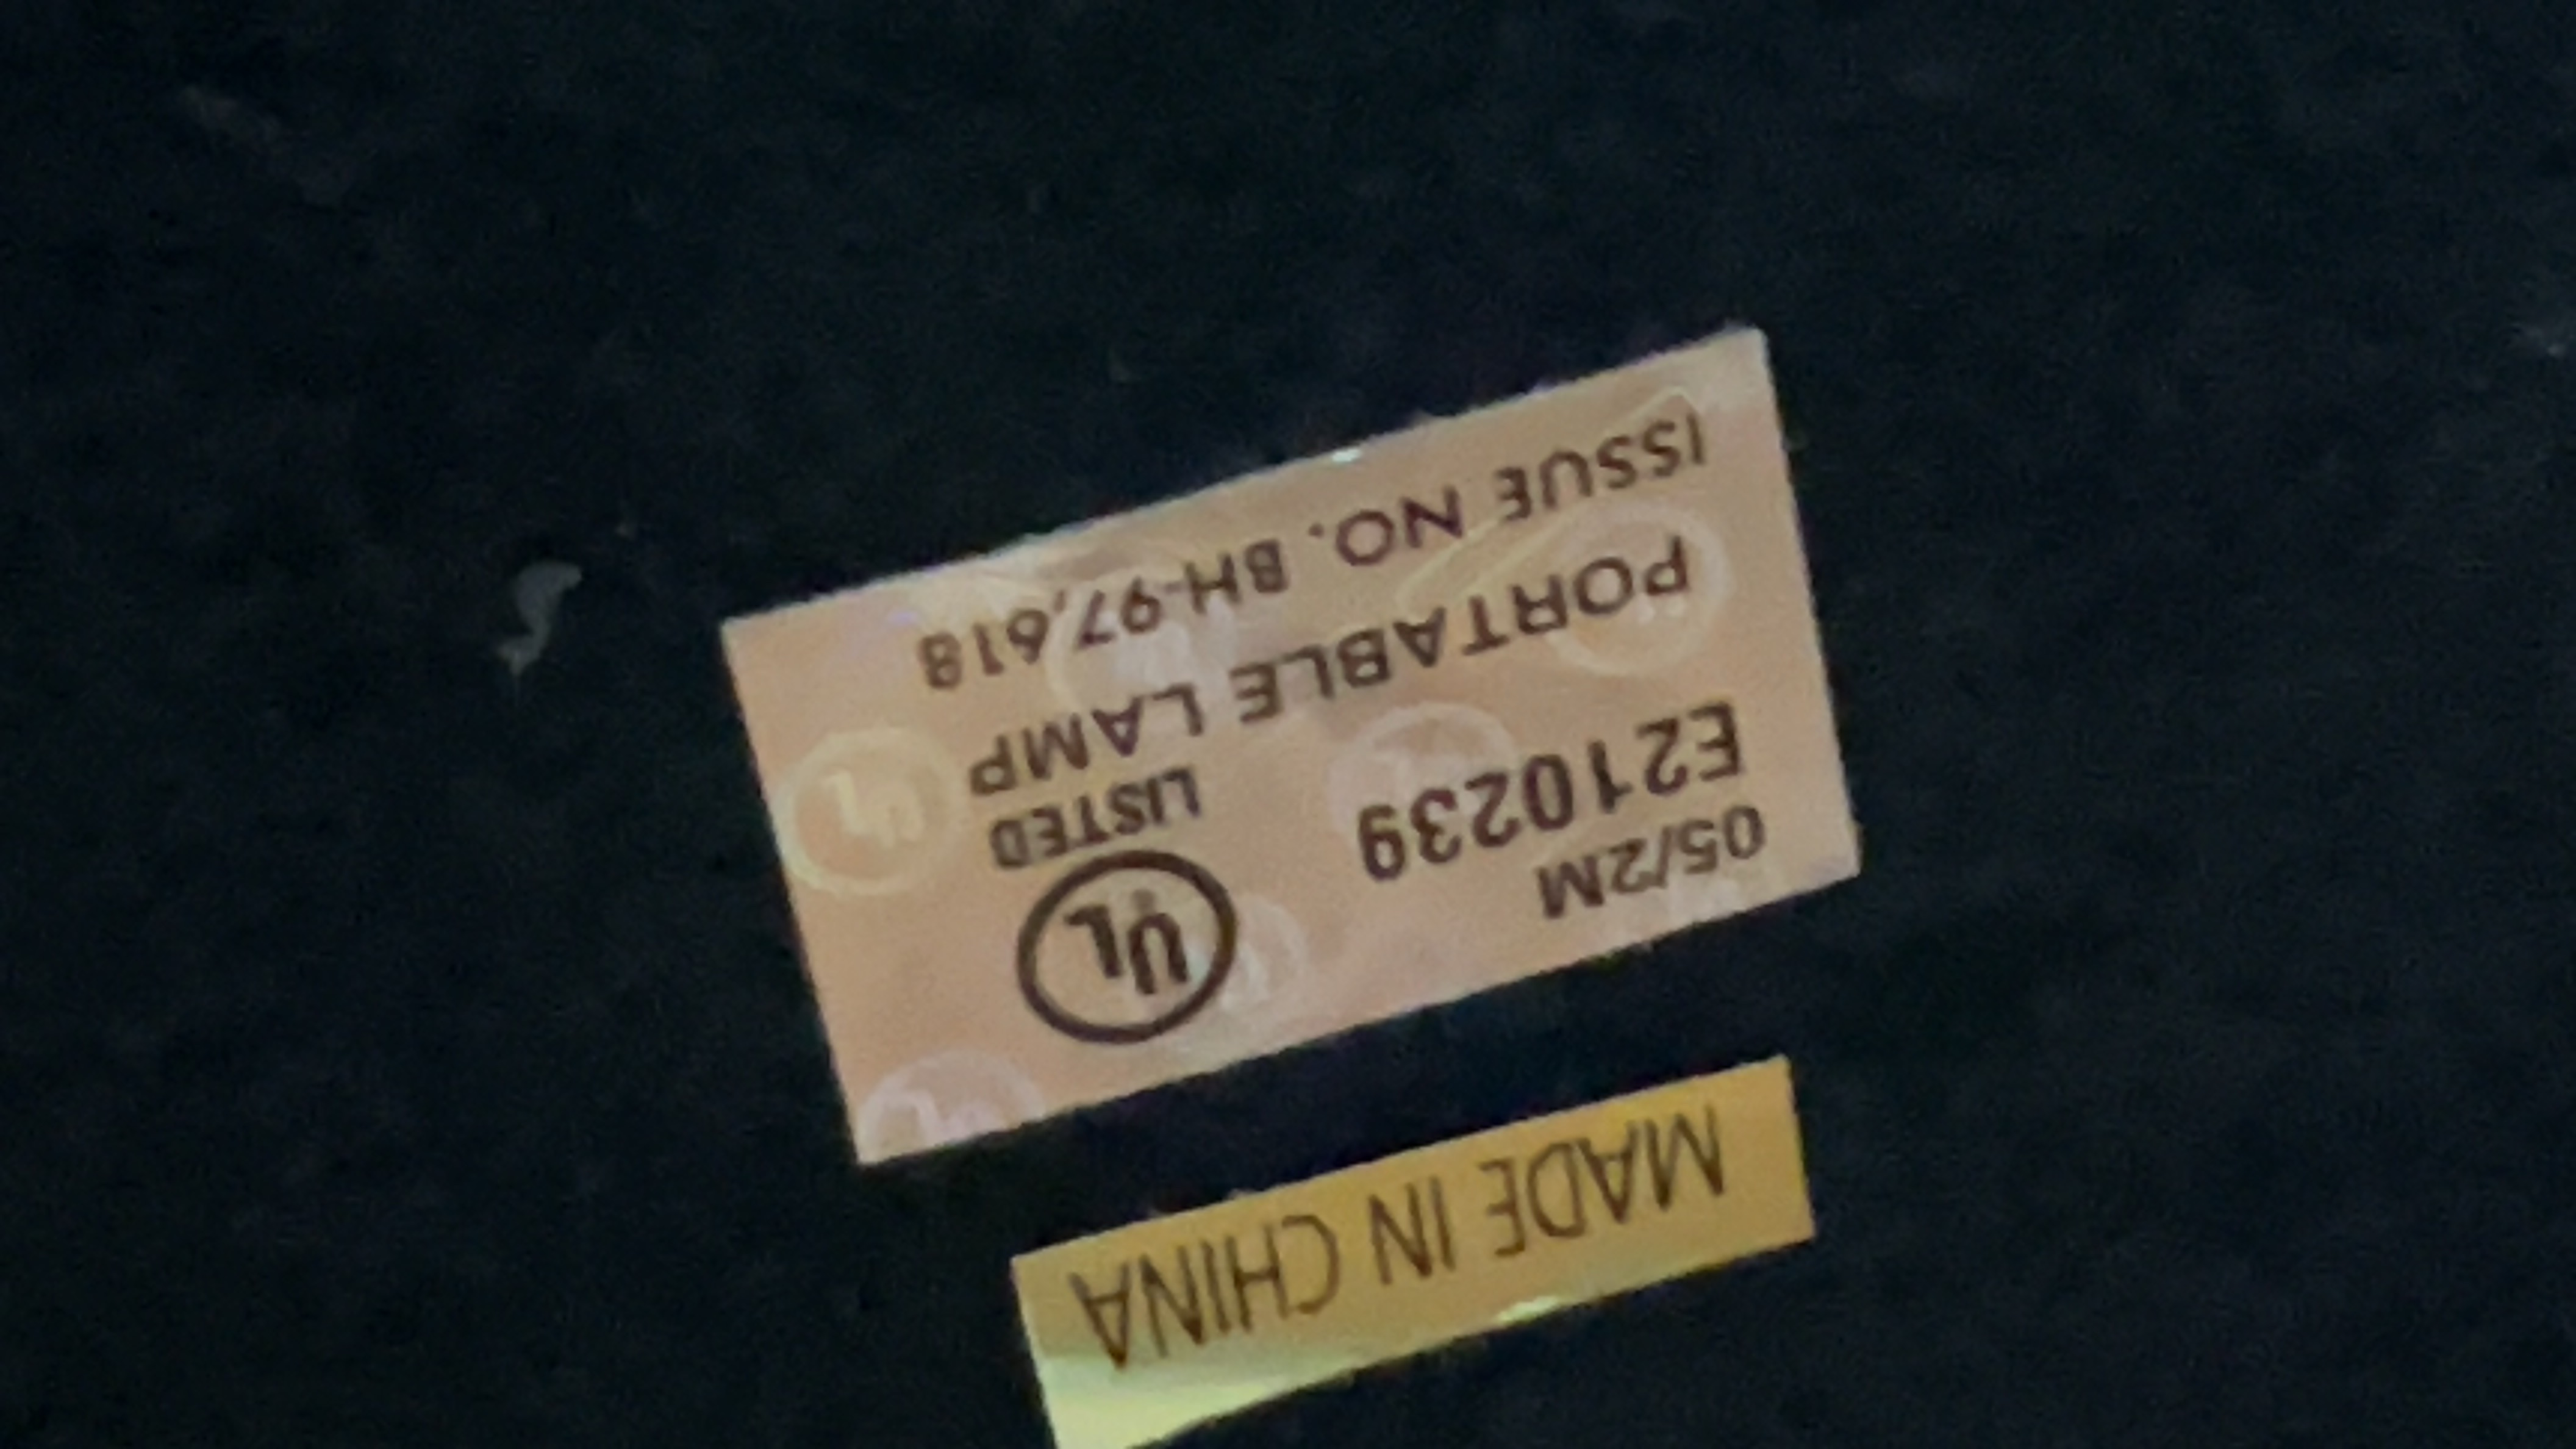 MADE IN CHINA
05/2M
E210239
UL
LISTED
PORTABLE LAMP
ISSUE NO. BH-97,618